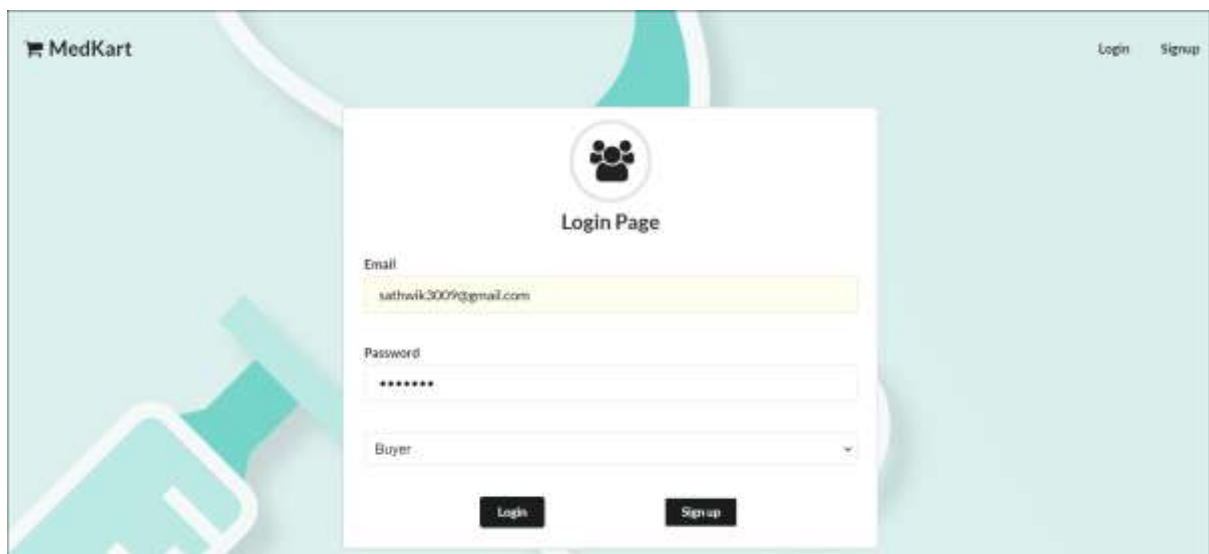 MedKart
Login Signup
Login Page
Email
sathwik3009@gmail.com
Password
•••••••
Buyer
Login Sign up